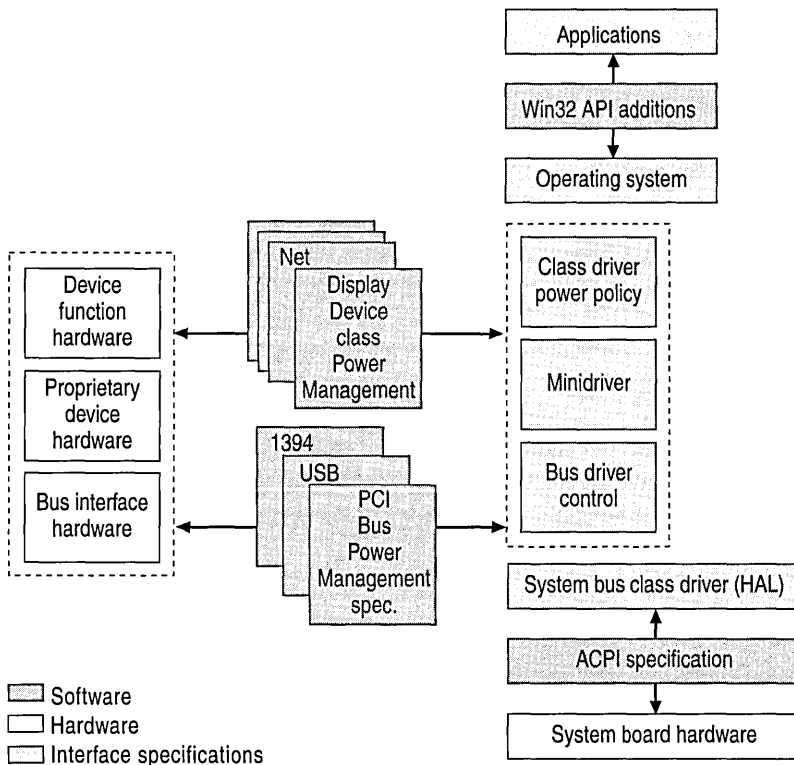 Applications
Win32 API additions
Operating system
Net
Display
Device
class
Power
Management
Device
function
hardware
Proprietary
device
hardware
Bus interface
hardware
Class driver
power policy
Minidriver
Bus driver
control
1394
USB
PCI
Bus
Power
Management
spec.
System bus class driver (HAL)
ACPI specification
System board hardware
Software
Hardware
Interface specifications